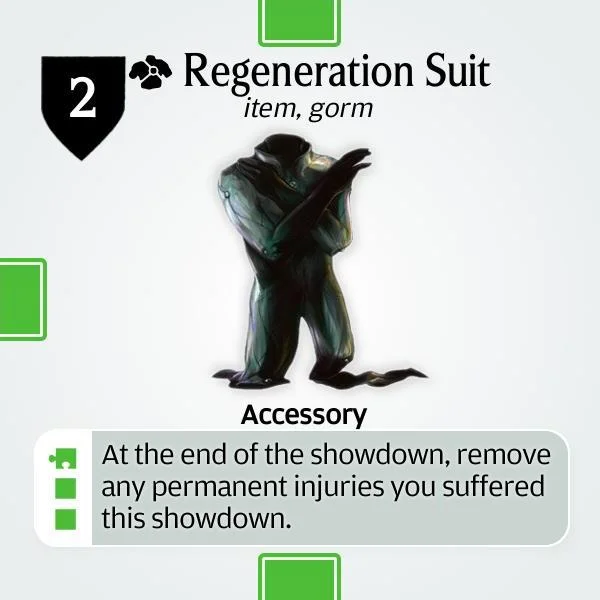 2
Regeneration Suit
item, gorm
Accessory
At the end of the showdown, remove
any permanent injuries you suffered
this showdown.